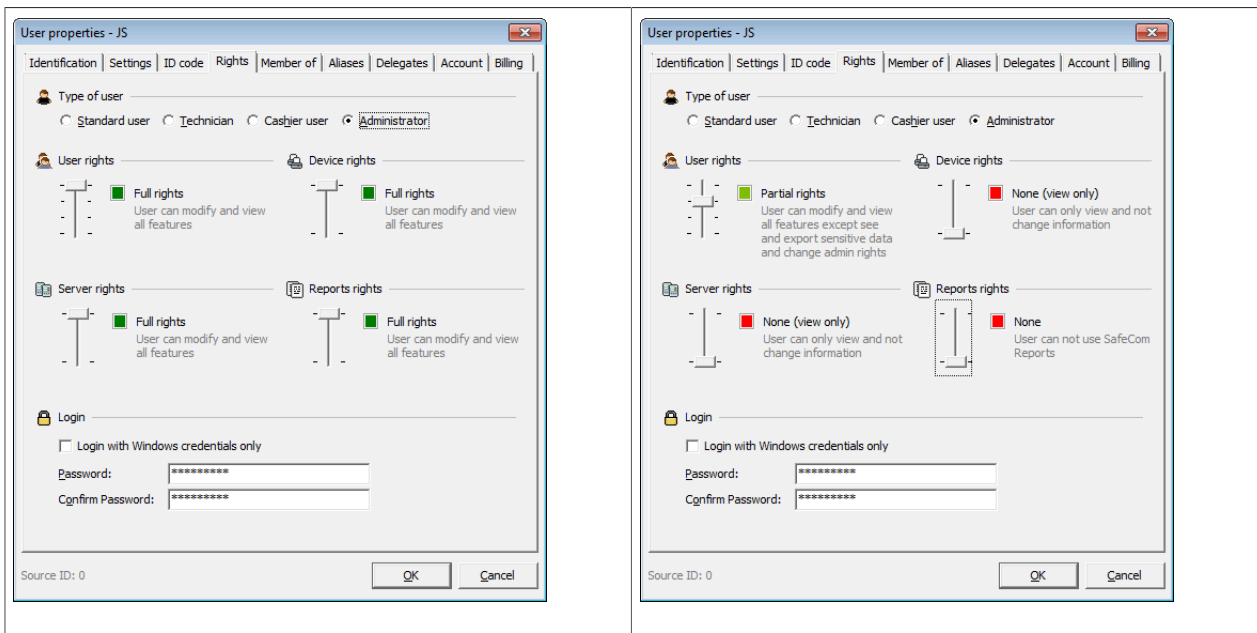 User properties - JS
Identification Settings ID code Rights Member of Aliases Delegates Account Billing
Type of user
Standard user Technician Cashier user Administrator
User rights
Full rights
User can modify and view
all features
Device rights
Full rights
User can modify and view
all features
Server rights
Full rights
User can modify and view
all features
Reports rights
Full rights
User can modify and view
all features
Login
Login with Windows credentials only
Password: *********
Confirm Password: *********
Source ID: 0
OK Cancel
User properties - JS
Identification Settings ID code Rights Member of Aliases Delegates Account Billing
Type of user
Standard user Technician Cashier user Administrator
User rights
Partial rights
User can modify and view
all features except see
and export sensitive data
and change admin rights
Device rights
None (view only)
User can only view and not
change information
Server rights
None (view only)
User can only view and not
change information
Reports rights
None
User can not use SafeCom
Reports
Login
Login with Windows credentials only
Password: *********
Confirm Password: *********
Source ID: 0
OK Cancel